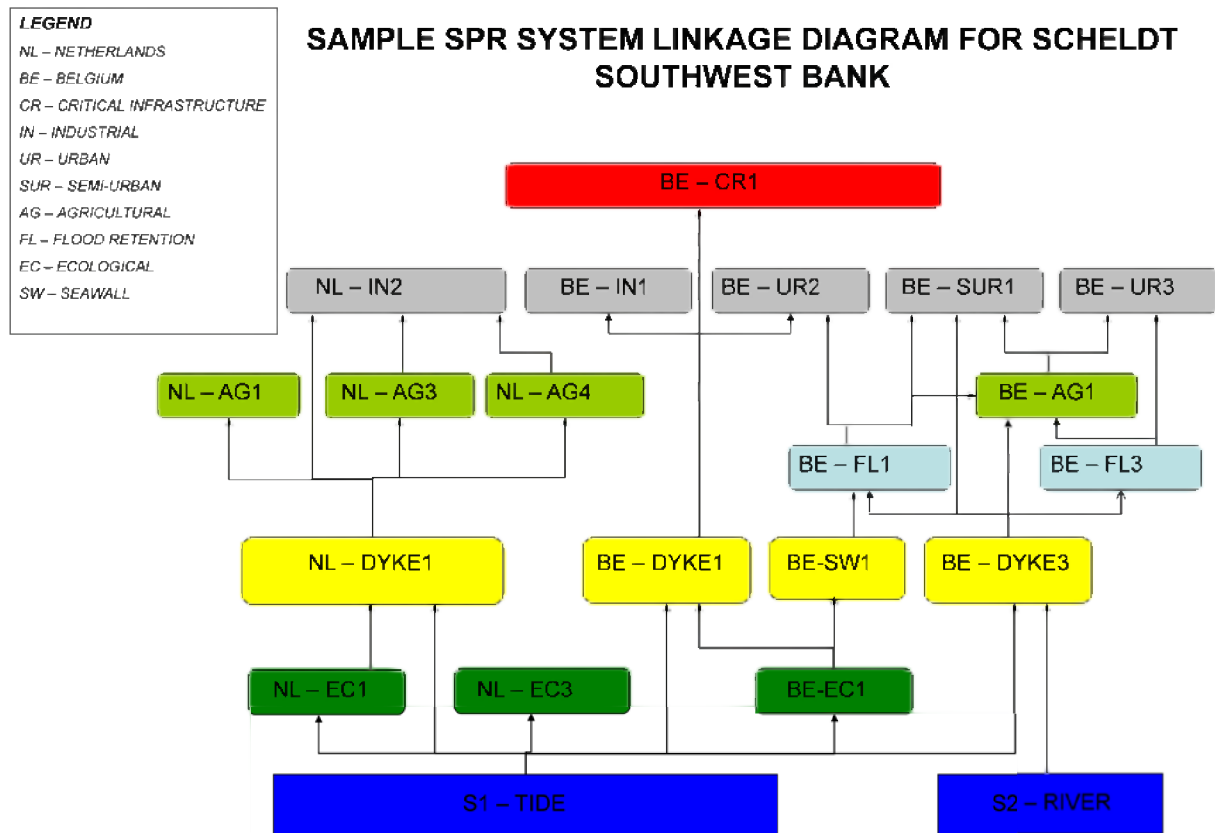 LEGEND
NL – NETHERLANDS
BE – BELGIUM
CR – CRITICAL INFRASTRUCTURE
IN – INDUSTRIAL
UR – URBAN
SUR – SEMI-URBAN
AG – AGRICULTURAL
FL – FLOOD RETENTION
EC – ECOLOGICAL
SW – SEAWALL
SAMPLE SPR SYSTEM LINKAGE DIAGRAM FOR SCHELDT
SOUTHWEST BANK
BE – CR1
NL – IN2
BE – IN1
BE – UR2
BE – SUR1
BE – UR3
NL – AG1
NL – AG3
NL – AG4
BE – AG1
BE – FL1
BE – FL3
NL – DYKE1
BE – DYKE1
BE-SW1
BE – DYKE3
NL – EC1
NL – EC3
BE-EC1
S1 – TIDE
S2 – RIVER